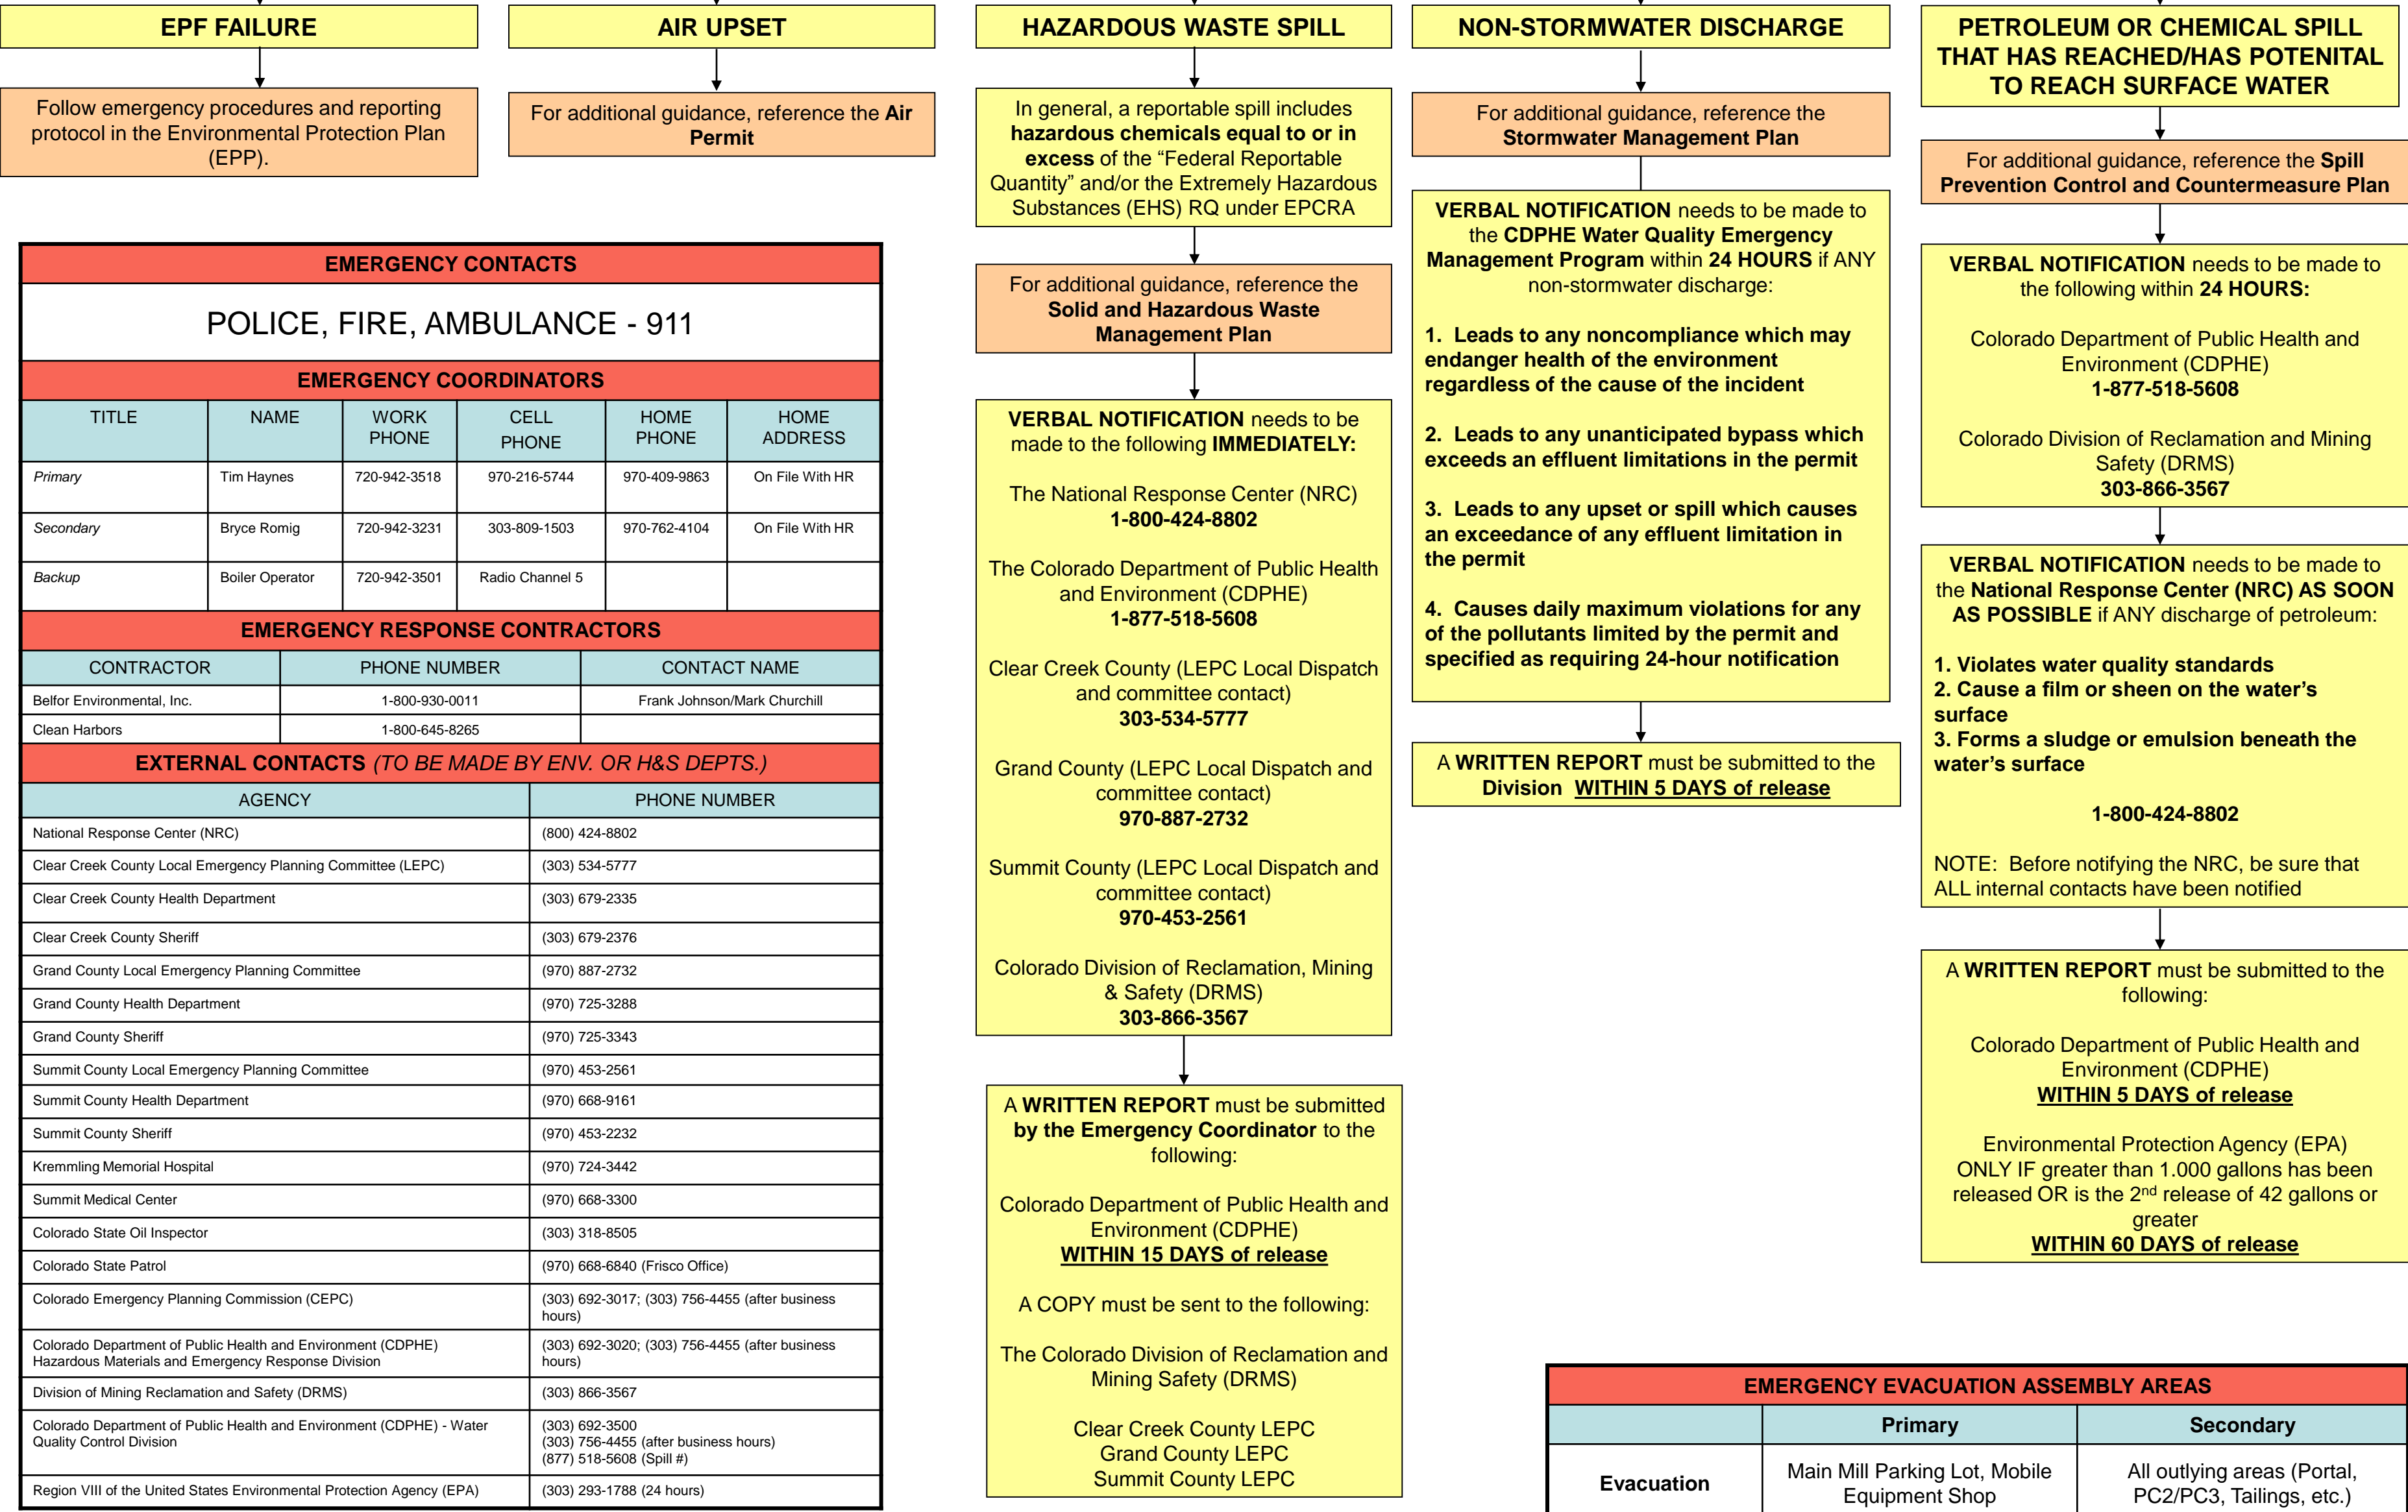 EPF FAILURE
Follow emergency procedures and reporting
protocol in the Environmental Protection Plan
(EPP).
AIR UPSET
For additional guidance, reference the Air
Permit
EMERGENCY CONTACTS
POLICE, FIRE, AMBULANCE - 911
EMERGENCY COORDINATORS
TITLE NAME WORK PHONE CELL PHONE HOME PHONE HOME ADDRESS
Primary Tim Haynes 720-942-3518 970-216-5744 970-409-9863 On File With HR
Secondary Bryce Romig 720-942-3231 303-809-1503 970-762-4104 On File With HR
Backup Boiler Operator 720-942-3501 Radio Channel 5
EMERGENCY RESPONSE CONTRACTORS
CONTRACTOR PHONE NUMBER CONTACT NAME
Belfor Environmental, Inc. 1-800-930-0011 Frank Johnson/Mark Churchill
Clean Harbors 1-800-645-8265
EXTERNAL CONTACTS (TO BE MADE BY ENV. OR H&S DEPTS.)
AGENCY PHONE NUMBER
National Response Center (NRC) (800) 424-8802
Clear Creek County Local Emergency Planning Committee (LEPC) (303) 534-5777
Clear Creek County Health Department (303) 679-2335
Clear Creek County Sheriff (303) 679-2376
Grand County Local Emergency Planning Committee (970) 887-2732
Grand County Health Department (970) 725-3288
Grand County Sheriff (970) 725-3343
Summit County Local Emergency Planning Committee (970) 453-2561
Summit County Health Department (970) 668-9161
Summit County Sheriff (970) 453-2232
Kremmling Memorial Hospital (970) 724-3442
Summit Medical Center (970) 668-3300
Colorado State Oil Inspector (303) 318-8505
Colorado State Patrol (970) 668-6840 (Frisco Office)
Colorado Emergency Planning Commission (CEPC) (303) 692-3017; (303) 756-4455 (after business
hours)
Colorado Department of Public Health and Environment (CDPHE) (303) 692-3020; (303) 756-4455 (after business
Hazardous Materials and Emergency Response Division hours)
Division of Mining Reclamation and Safety (DRMS) (303) 866-3567
Colorado Department of Public Health and Environment (CDPHE) - Water (303) 692-3500
Quality Control Division (303) 756-4455 (after business hours)
(877) 518-5608 (Spill #)
Region VIII of the United States Environmental Protection Agency (EPA) (303) 293-1788 (24 hours)
HAZARDOUS WASTE SPILL
In general, a reportable spill includes
hazardous chemicals equal to or in
excess of the “Federal Reportable
Quantity” and/or the Extremely Hazardous
Substances (EHS) RQ under EPCRA
For additional guidance, reference the
Solid and Hazardous Waste
Management Plan
VERBAL NOTIFICATION needs to be
made to the following IMMEDIATELY:
The National Response Center (NRC)
1-800-424-8802
The Colorado Department of Public Health
and Environment (CDPHE)
1-877-518-5608
Clear Creek County (LEPC Local Dispatch
and committee contact)
303-534-5777
Grand County (LEPC Local Dispatch and
committee contact)
970-887-2732
Summit County (LEPC Local Dispatch and
committee contact)
970-453-2561
Colorado Division of Reclamation, Mining
& Safety (DRMS)
303-866-3567
A WRITTEN REPORT must be submitted
by the Emergency Coordinator to the
following:
Colorado Department of Public Health and
Environment (CDPHE)
WITHIN 15 DAYS of release
A COPY must be sent to the following:
The Colorado Division of Reclamation and
Mining Safety (DRMS)
Clear Creek County LEPC
Grand County LEPC
Summit County LEPC
NON-STORMWATER DISCHARGE
For additional guidance, reference the
Stormwater Management Plan
VERBAL NOTIFICATION needs to be made to
the CDPHE Water Quality Emergency
Management Program within 24 HOURS if ANY
non-stormwater discharge:
1. Leads to any noncompliance which may
endanger health of the environment
regardless of the cause of the incident
2. Leads to any unanticipated bypass which
exceeds an effluent limitations in the permit
3. Leads to any upset or spill which causes
an exceedance of any effluent limitation in
the permit
4. Causes daily maximum violations for any
of the pollutants limited by the permit and
specified as requiring 24-hour notification
A WRITTEN REPORT must be submitted to the
Division WITHIN 5 DAYS of release
PETROLEUM OR CHEMICAL SPILL
THAT HAS REACHED/HAS POTENITAL
TO REACH SURFACE WATER
For additional guidance, reference the Spill
Prevention Control and Countermeasure Plan
VERBAL NOTIFICATION needs to be made to
the following within 24 HOURS:
Colorado Department of Public Health and
Environment (CDPHE)
1-877-518-5608
Colorado Division of Reclamation and Mining
Safety (DRMS)
303-866-3567
VERBAL NOTIFICATION needs to be made to
the National Response Center (NRC) AS SOON
AS POSSIBLE if ANY discharge of petroleum:
1. Violates water quality standards
2. Cause a film or sheen on the water’s
surface
3. Forms a sludge or emulsion beneath the
water’s surface
1-800-424-8802
NOTE: Before notifying the NRC, be sure that
ALL internal contacts have been notified
A WRITTEN REPORT must be submitted to the
following:
Colorado Department of Public Health and
Environment (CDPHE)
WITHIN 5 DAYS of release
Environmental Protection Agency (EPA)
ONLY IF greater than 1.000 gallons has been
released OR is the 2nd release of 42 gallons or
greater
WITHIN 60 DAYS of release
EMERGENCY EVACUATION ASSEMBLY AREAS
Primary Secondary
Evacuation Main Mill Parking Lot, Mobile Equipment Shop All outlying areas (Portal, PC2/PC3, Tailings, etc.)